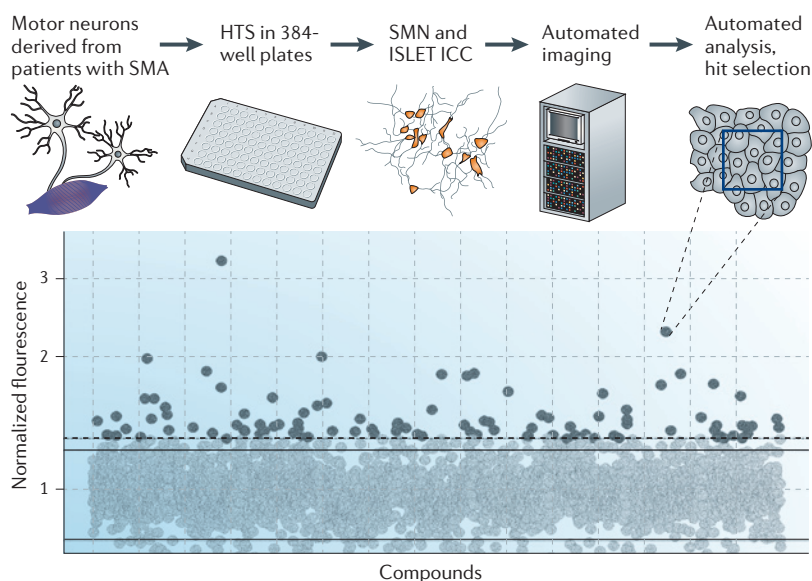 Motor neurons
derived from
patients with SMA
HTS in 384-
well plates
SMN and
ISLET ICC
Automated
imaging
Automated
analysis,
hit selection
Normalized flourescence
3
2
1
Compounds